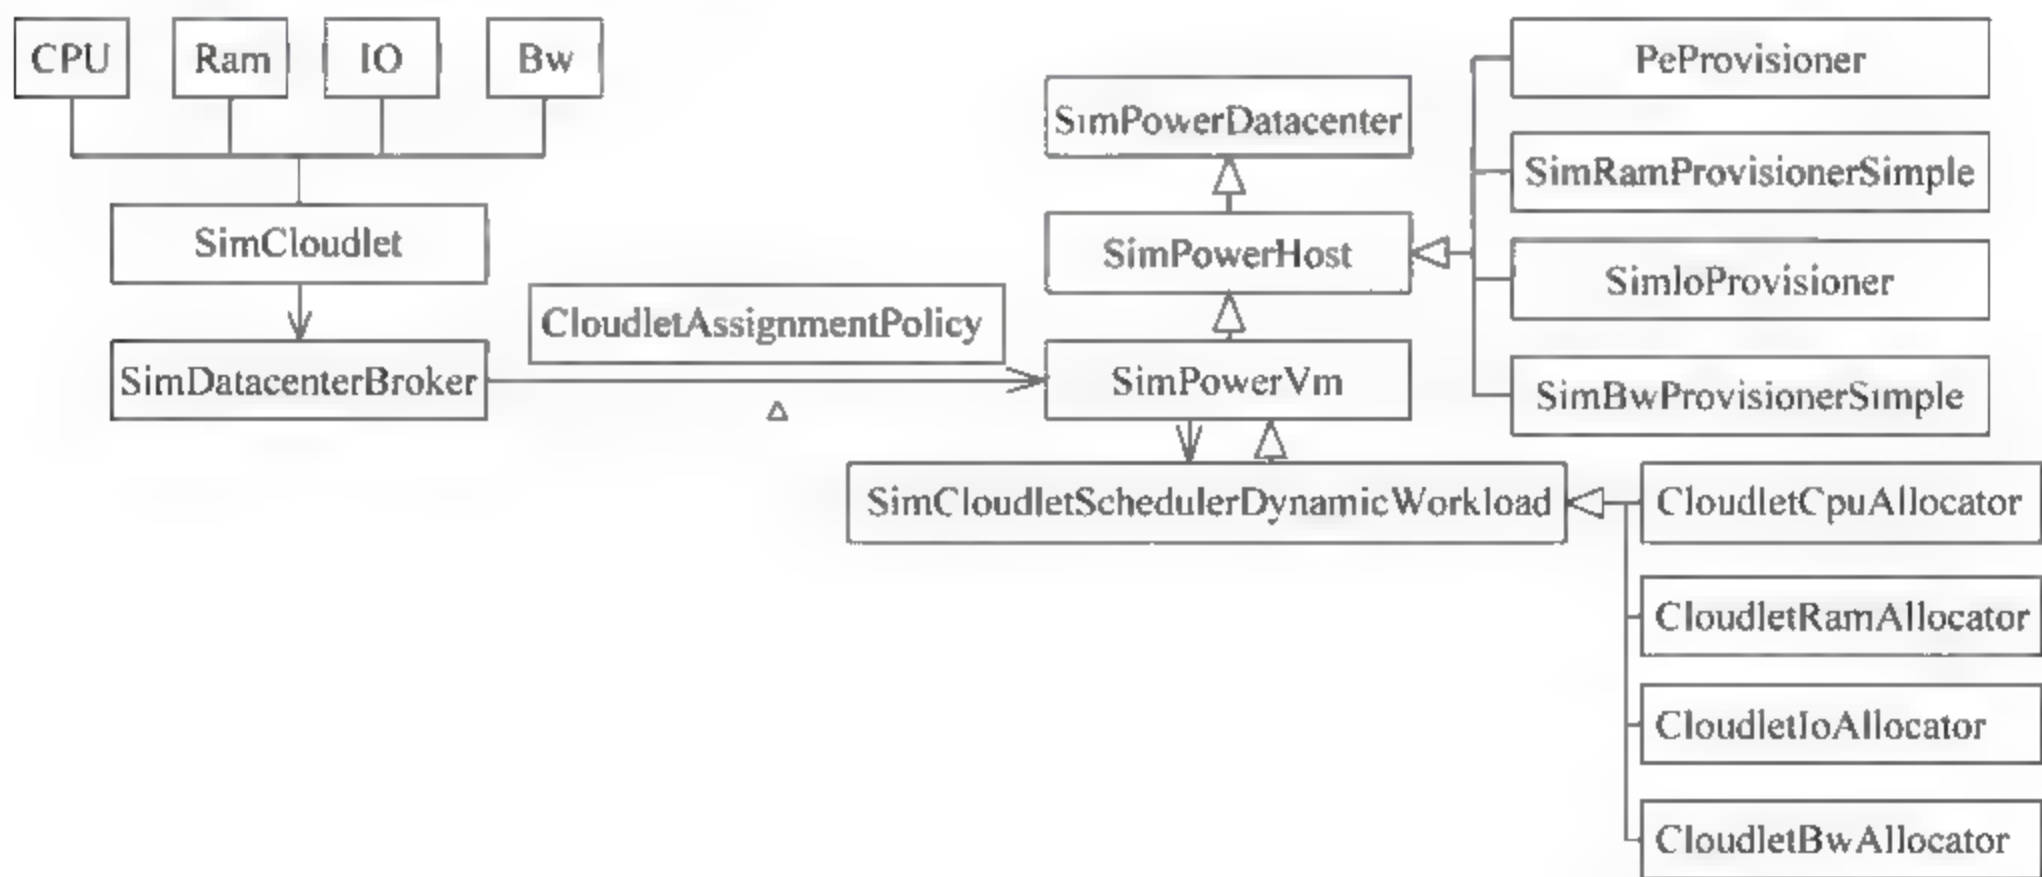 CPU
Ram
IO
Bw
SimCloudlet
SimDatacenterBroker
CloudletAssignmentPolicy
SimPowerDatacenter
SimPowerHost
SimPowerVm
SimCloudletSchedulerDynamicWorkload
PeProvisioner
SimRamProvisionerSimple
SimIoProvisioner
SimBwProvisionerSimple
CloudletCpuAllocator
CloudletRamAllocator
CloudletIoAllocator
CloudletBwAllocator